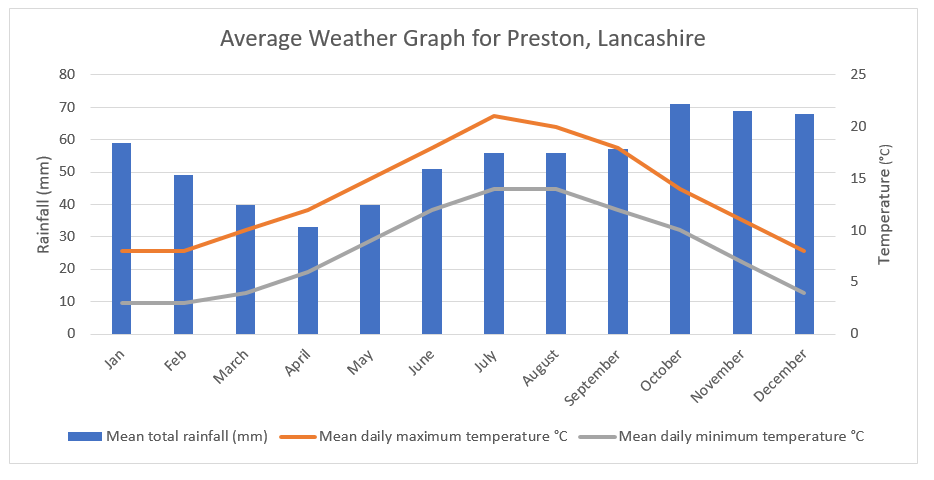 Average Weather Graph for Preston, Lancashire
Rainfall (mm)
80
70
60
50
40
30
20
10
0
25
20
15
10
5
0
Temperature (°C)
Jan
Feb
March
April
May
June
July
August
September
October
November
December
Mean total rainfall (mm) Mean daily maximum temperature °C Mean daily minimum temperature °C